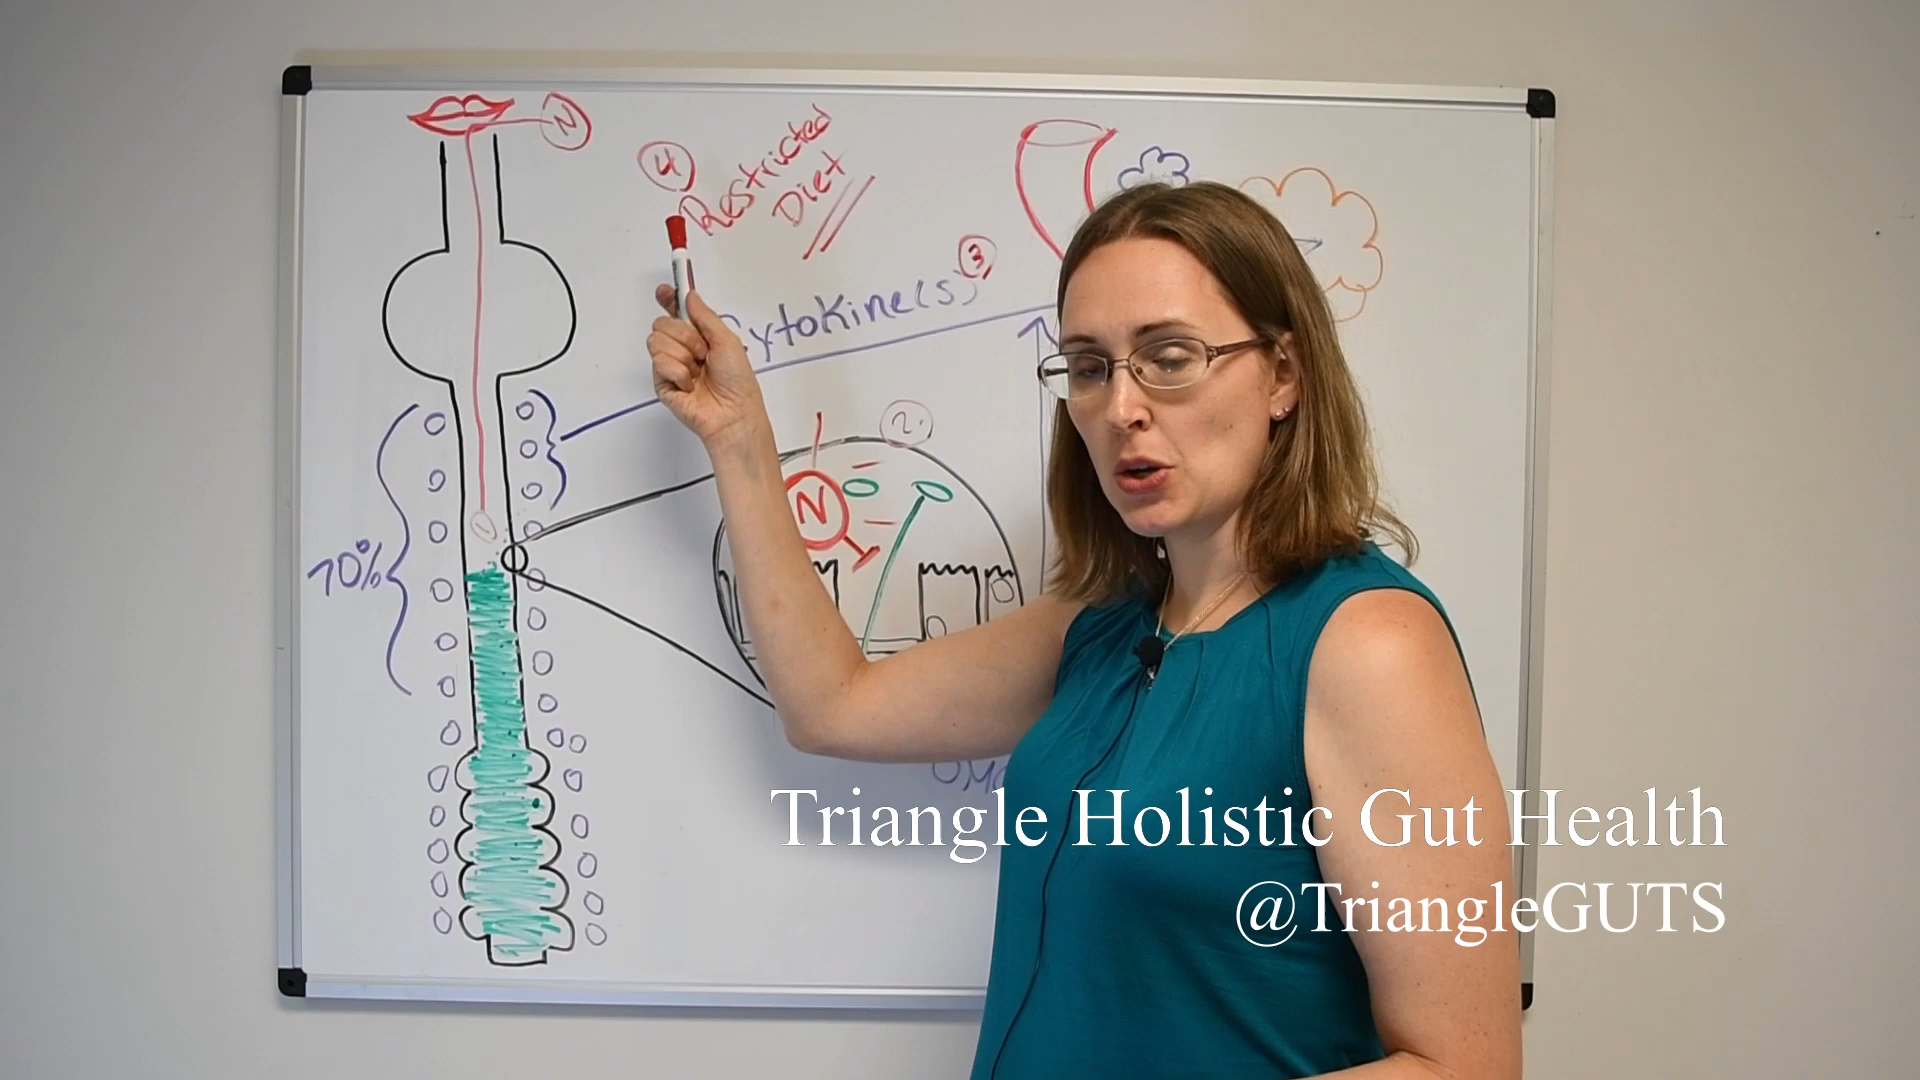 N
4
Restricted
Diet
3
Cytokine(s)
2.
N
70%
Triangle Holistic Gut Health
@TriangleGUTS